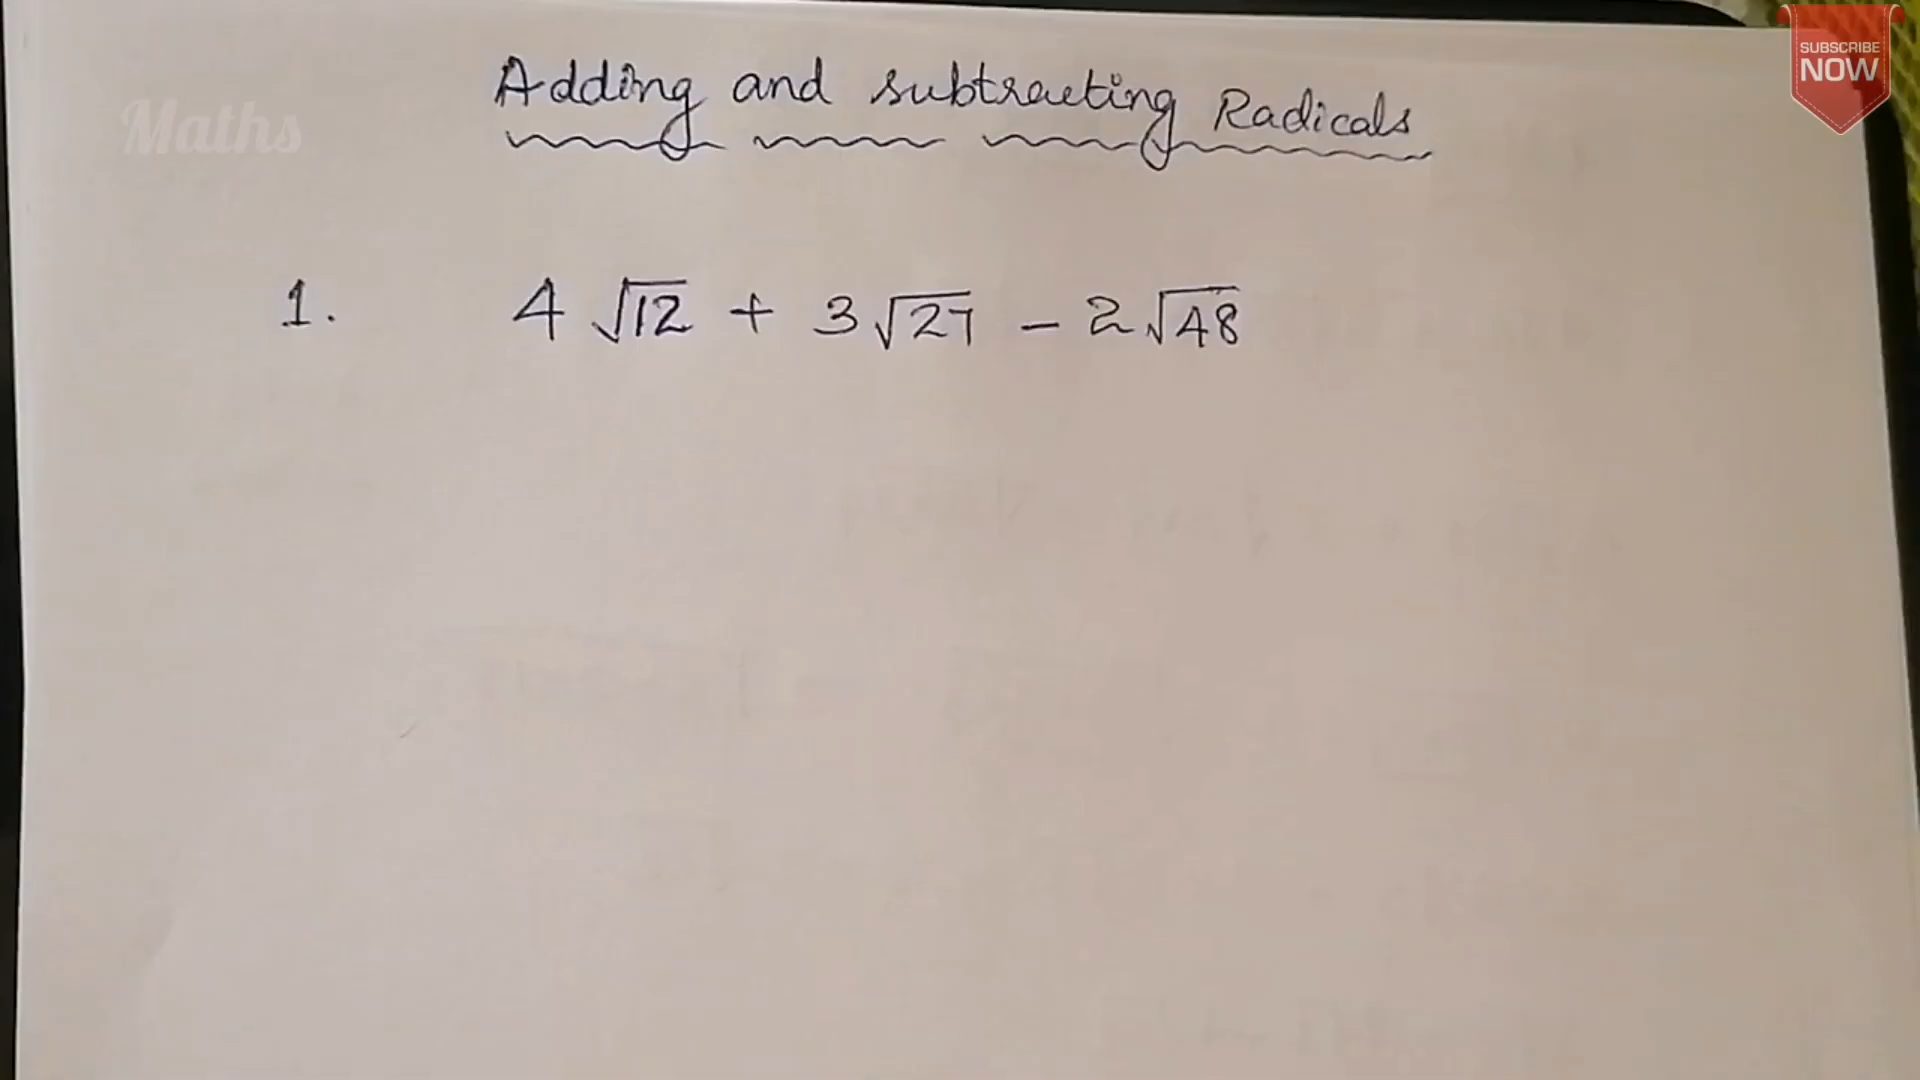 SUBSCRIBE
NOW
Maths
Adding and subtracting Radicals
1. 4√12 + 3√27 - 2√48